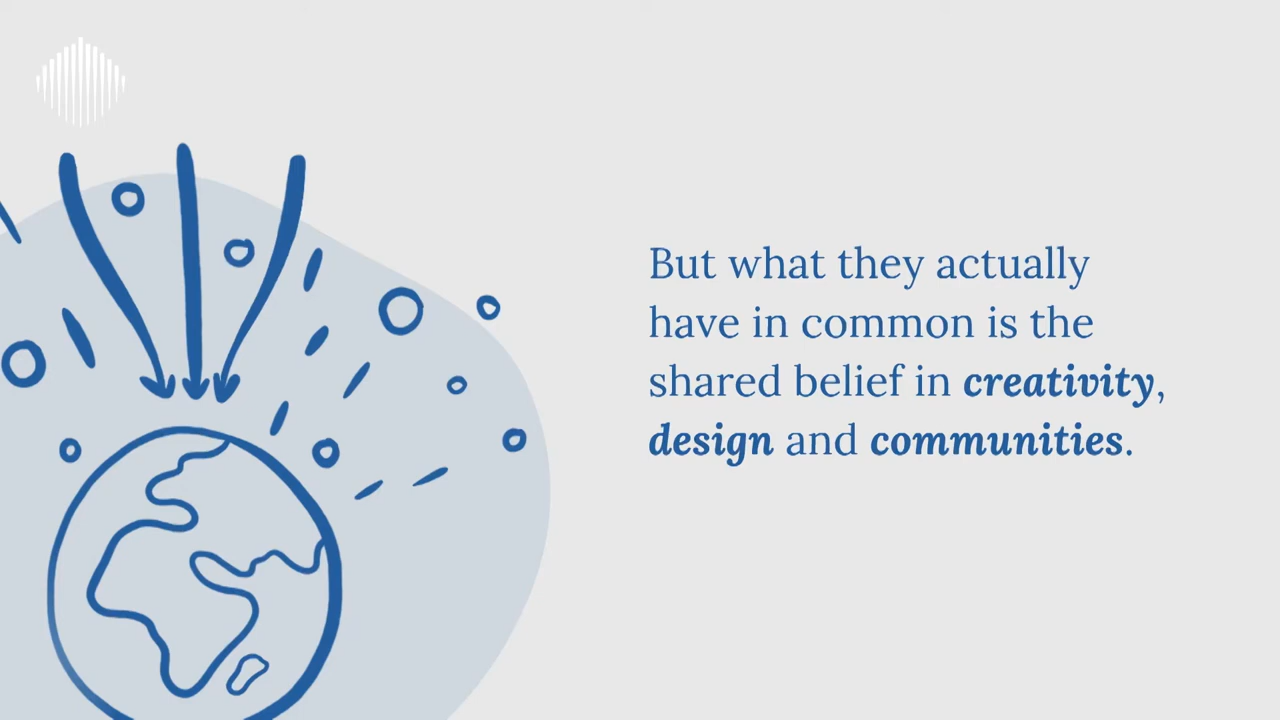 But what they actually
have in common is the
shared belief in creativity,
design and communities.